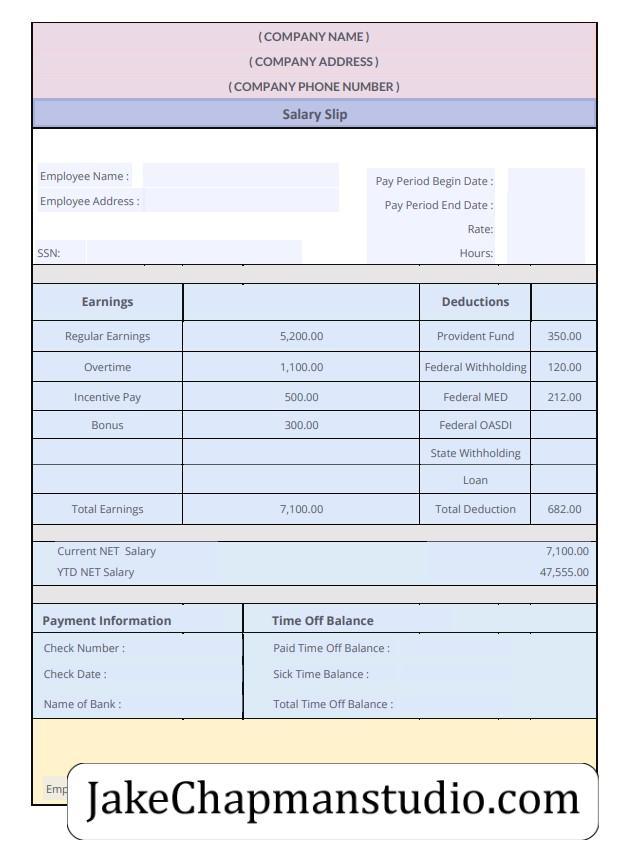 ( COMPANY NAME )
( COMPANY ADDRESS )
( COMPANY PHONE NUMBER )
Salary Slip
Employee Name :
Employee Address :
SSN:
Pay Period Begin Date :
Pay Period End Date :
Rate:
Hours:
Earnings Deductions
Regular Earnings 5,200.00 Provident Fund 350.00
Overtime 1,100.00 Federal Withholding 120.00
Incentive Pay 500.00 Federal MED 212.00
Bonus 300.00 Federal OASDI
State Withholding
Loan
Total Earnings 7,100.00 Total Deduction 682.00
Current NET Salary 7,100.00
YTD NET Salary 47,555.00
Payment Information Time Off Balance
Check Number : Paid Time Off Balance :
Check Date : Sick Time Balance :
Name of Bank : Total Time Off Balance :
JakeChapmanstudio.com